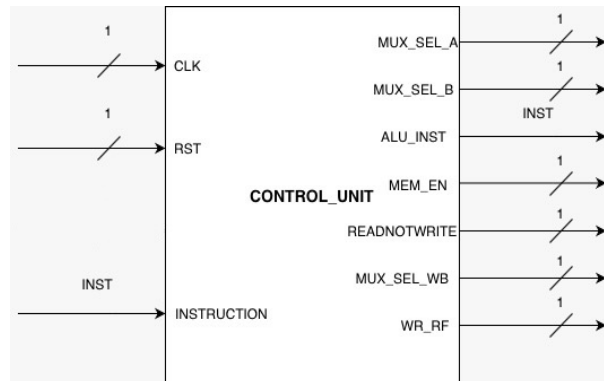 1
CLK
1
RST
INST
INSTRUCTION
CONTROL_UNIT
1
MUX_SEL_A
1
MUX_SEL_B
INST
ALU_INST
1
MEM_EN
1
READNOTWRITE
1
MUX_SEL_WB
1
WR_RF